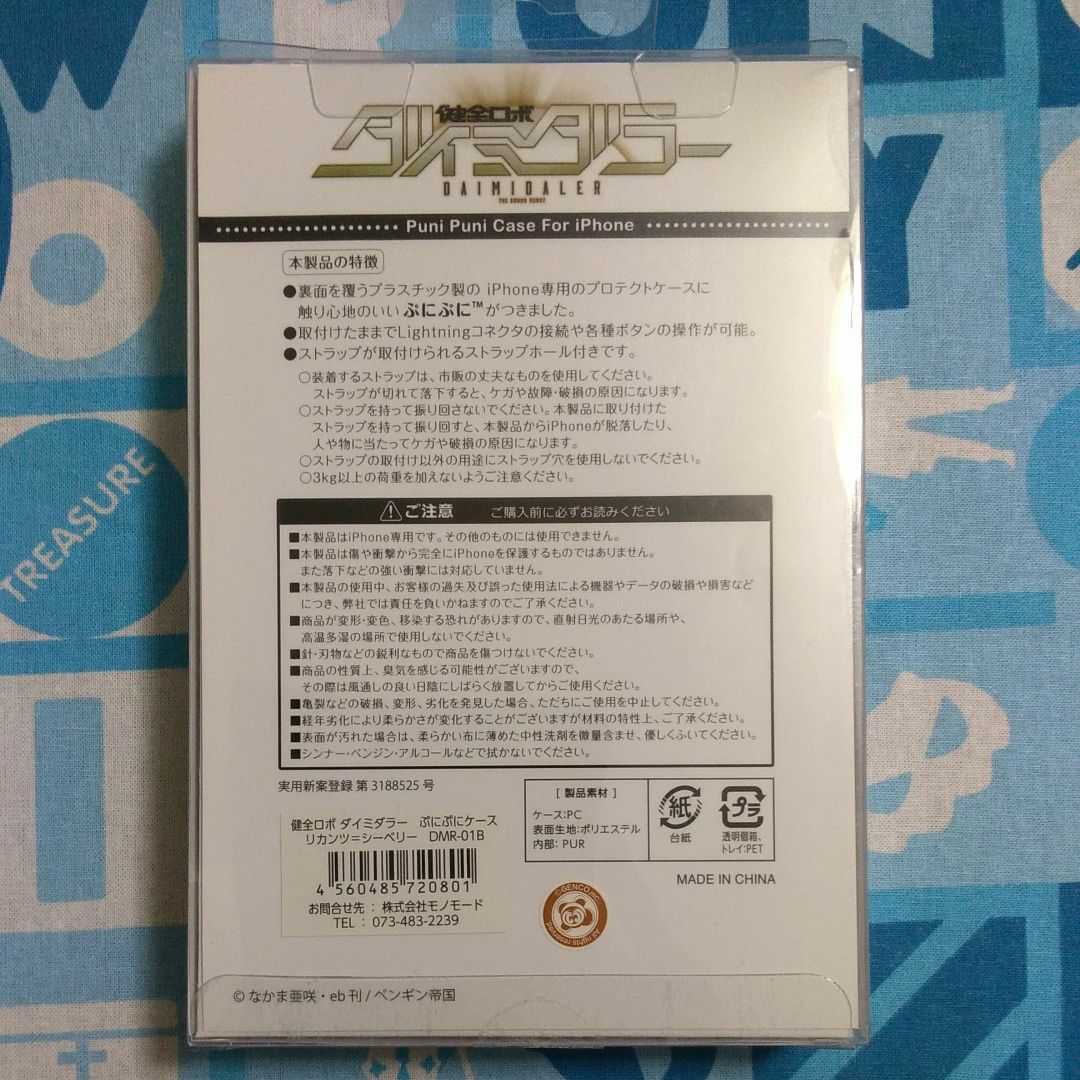 健全ロボ
ダイミダラー
DAIMIDALER
THE SOUND ROBOT
Puni Puni Case For iPhone
本製品の特徴
●裏面を覆うプラスチック製の iPhone専用のプロテクトケースに
触り心地のいい ぷにぷに™がつきました。
●取付けたままでLightningコネクタの接続や各種ボタンの操作が可能。
●ストラップが取付けられるストラップホール付きです。
○装着するストラップは、市販の丈夫なものを使用してください。
ストラップが切れて落下すると、ケガや故障・破損の原因になります。
○ストラップを持って振り回さないでください。本製品に取り付けた
ストラップを持って振り回すと、本製品からiPhoneが脱落したり、
人や物に当たってケガや破損の原因になります。
○ストラップの取付け以外の用途にストラップ穴を使用しないでください。
○3kg以上の荷重を加えないようご注意ください。
⚠ご注意 ご購入前に必ずお読みください
■本製品はiPhone専用です。その他のものには使用できません。
■本製品は傷や衝撃から完全にiPhoneを保護するものではありません。
また落下などの強い衝撃には対応していません。
■本製品の使用中、お客様の過失及び誤った使用法による機器やデータの破損や損害など
につき、弊社では責任を負いかねますのでご了承ください。
■商品が変形・変色、移染する恐れがありますので、直射日光のあたる場所や、
高温多湿の場所で使用しないでください。
■針・刃物などの鋭利なもので商品を傷つけないでください。
■商品の性質上、臭気を感じる可能性がございますので、
その際は風通しの良い日陰にしばらく放置してからご使用ください。
■亀裂などの破損、変形、劣化を発見した場合、ただちにご使用を中止してください。
■経年劣化により柔らかさが変化することがございますが材料の特性上、ご了承ください。
■表面が汚れた場合は、柔らかい布に薄めた中性洗剤を微量含ませ、優しくふいてください。
■シンナー・ベンジン・アルコールなどで拭かないでください。
実用新案登録 第 3188525 号
健全ロボ ダイミダラー ぷにぷにケース
リカンツ=シーベリー DMR-01B
4 560485 720801
お問合せ先 : 株式会社モノモード
TEL : 073-483-2239
[ 製品素材 ]
ケース:PC
表面生地:ポリエステル
内部: PUR
紙
台紙
プラ
透明個箱、
トレイ:PET
MADE IN CHINA
©GENCO,INC.
All rights reserved
© なかま亜咲・eb 刊 / ペンギン帝国
TREASURE